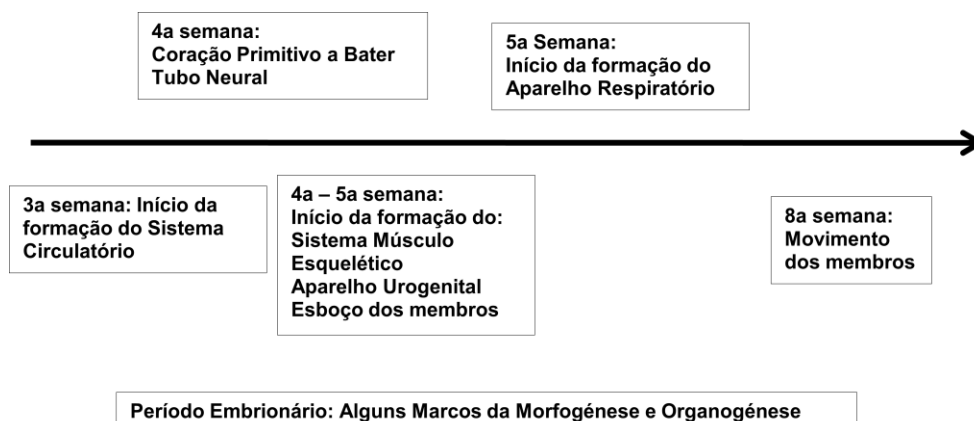 4a semana:
Coração Primitivo a Bater
Tubo Neural
5a Semana:
Início da formação do
Aparelho Respiratório
3a semana: Início da
formação do Sistema
Circulatório
4a – 5a semana:
Início da formação do:
Sistema Músculo
Esquelético
Aparelho Urogenital
Esboço dos membros
8a semana:
Movimento
dos membros
Período Embrionário: Alguns Marcos da Morfogénese e Organogénese